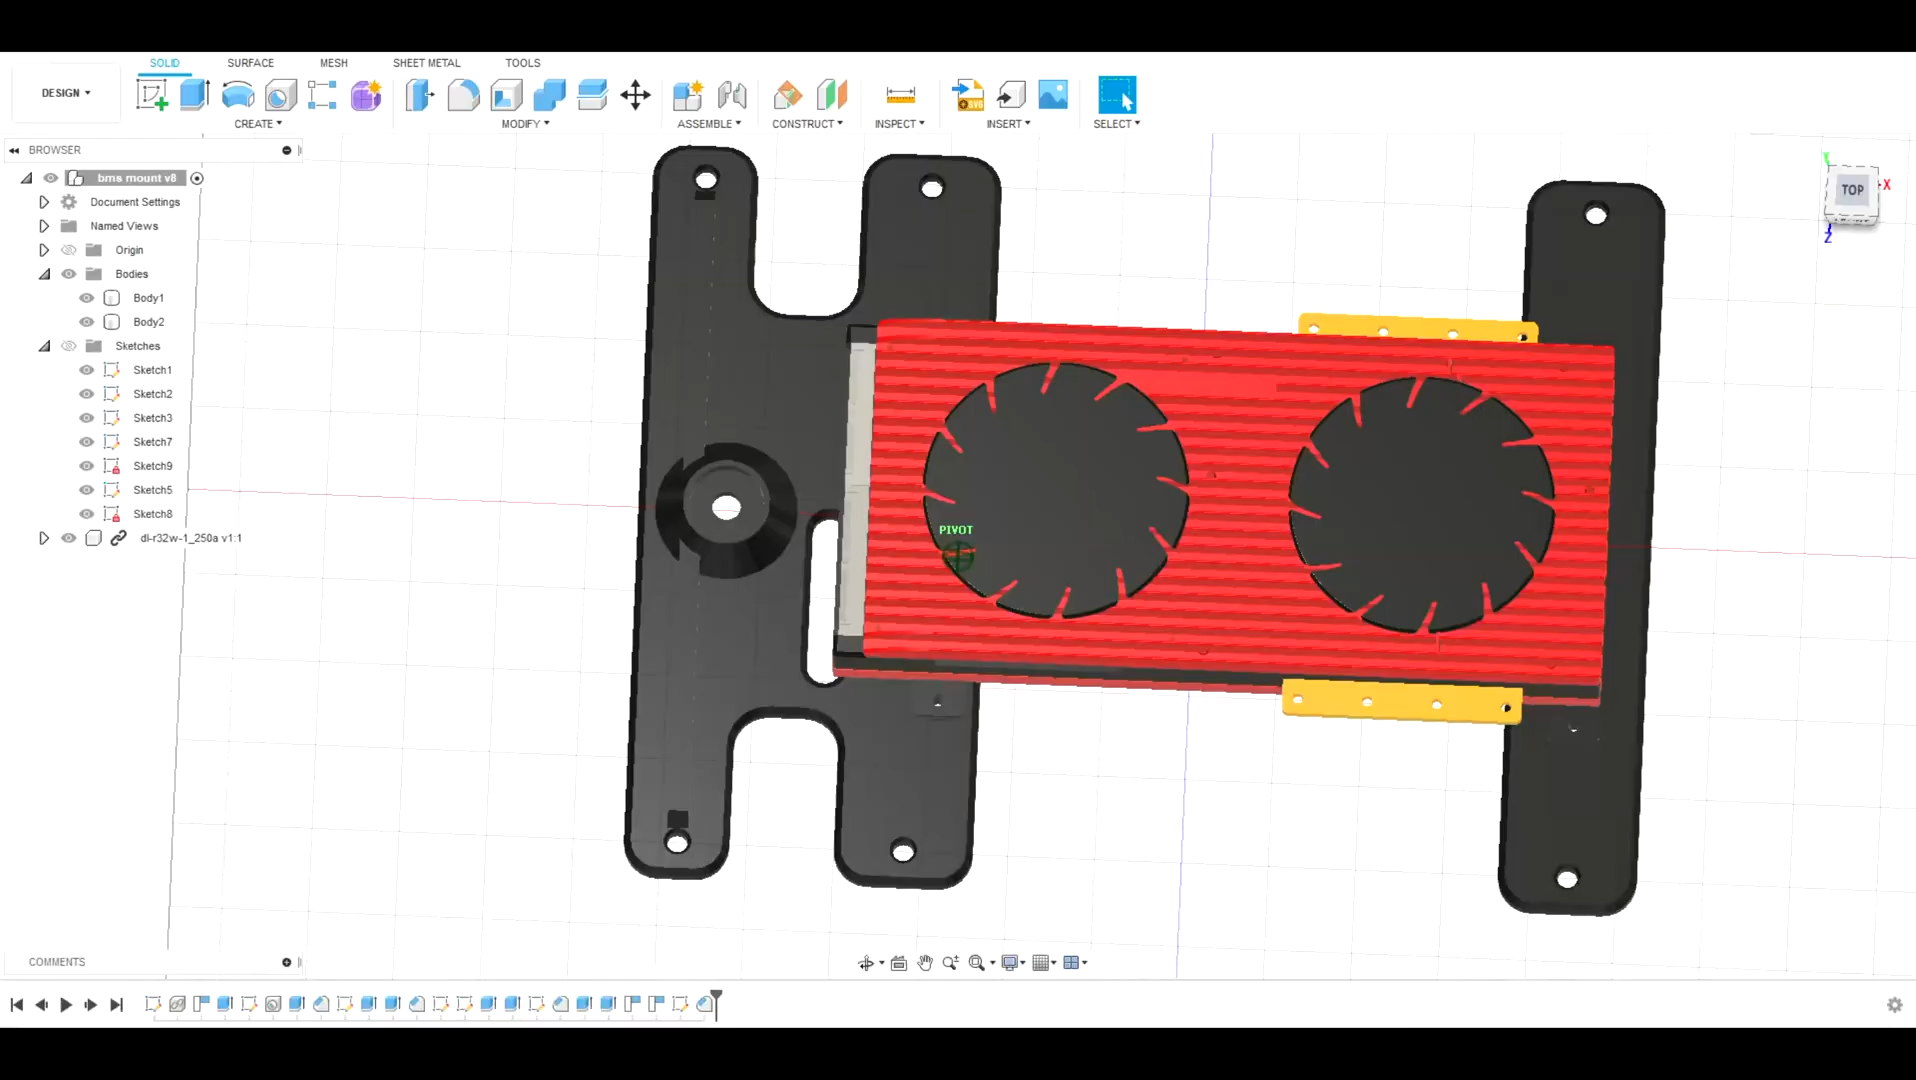 SOLID SURFACE MESH SHEET METAL TOOLS
DESIGN
CREATE MODIFY ASSEMBLE CONSTRUCT INSPECT INSERT SELECT
BROWSER
bms mount v8
Document Settings
Named Views
Origin
Bodies
Body1
Body2
Sketches
Sketch1
Sketch2
Sketch3
Sketch7
Sketch9
Sketch5
Sketch8
dl-r32w-1_250a v1:1
SVG
Y
TOP
X
Z
PIVOT
COMMENTS